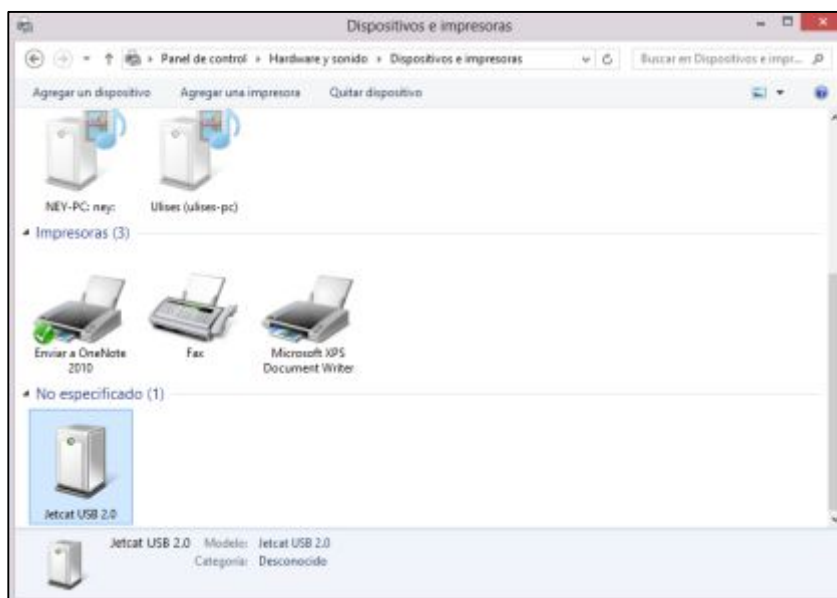 Dispositivos e impresoras
Panel de control Hardware y sonido Dispositivos e impresoras Buscar en Dispositivos e impr...
Agregar un dispositivo Agregar una impresora Quitar dispositivo
NEY-PC: ney: Ulises (ulises-pc)
Impresoras (3)
Enviar a OneNote Fax Microsoft XPS
2010 Document Writer
No especificado (1)
Jetcat USB 2.0
Jetcat USB 2.0 Modelo: Jetcat USB 2.0
Categoría: Desconocido